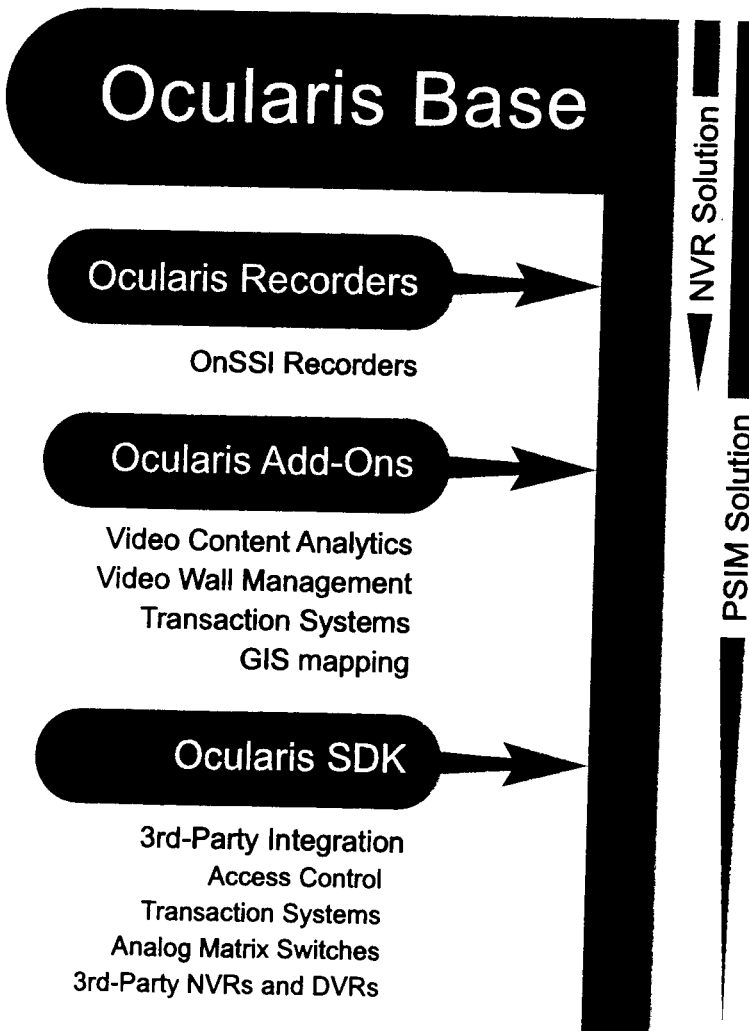 Ocularis Base
NVR Solution
PSIM Solution
Ocularis Recorders
OnSSI Recorders
Ocularis Add-Ons
Video Content Analytics
Video Wall Management
Transaction Systems
GIS mapping
Ocularis SDK
3rd-Party Integration
Access Control
Transaction Systems
Analog Matrix Switches
3rd-Party NVRs and DVRs